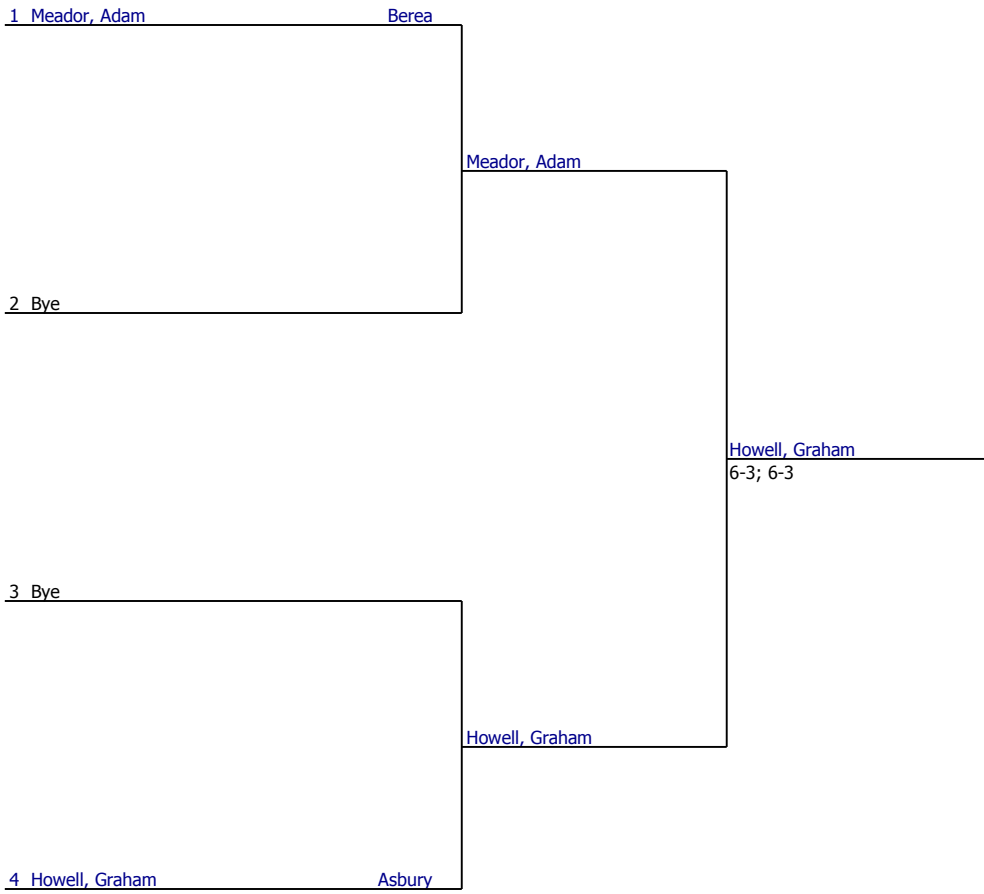 1 Meador, Adam Berea
Meador, Adam
2 Bye
Howell, Graham
6-3; 6-3
3 Bye
Howell, Graham
4 Howell, Graham Asbury